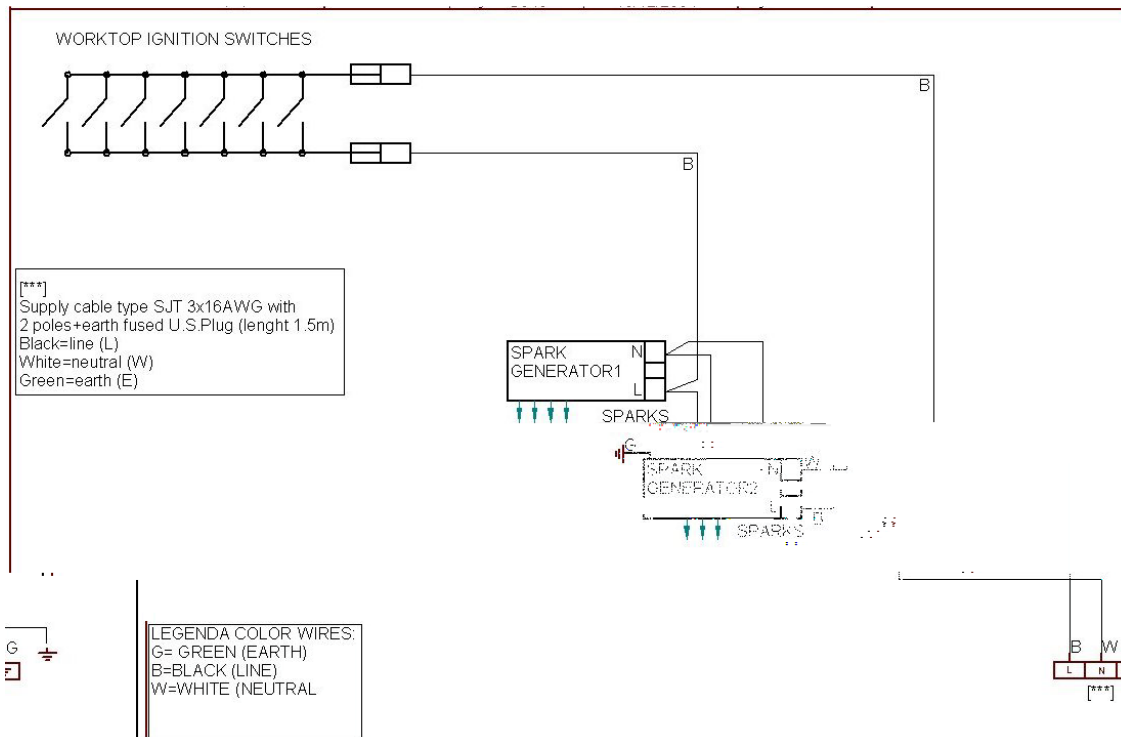 WORKTOP IGNITION SWITCHES
B
B
[***]
Supply cable type SJT 3x16AWG with
2 poles+earth fused U.S.Plug (lenght 1.5m)
Black=line (L)
White=neutral (W)
Green=earth (E)
SPARK N
GENERATOR1
L
SPARKS
G
SPARK N W
GENERATOR2
L B
SPARKS
G
LEGENDA COLOR WIRES:
G= GREEN (EARTH)
B=BLACK (LINE)
W=WHITE (NEUTRAL
B W
L N
[***]